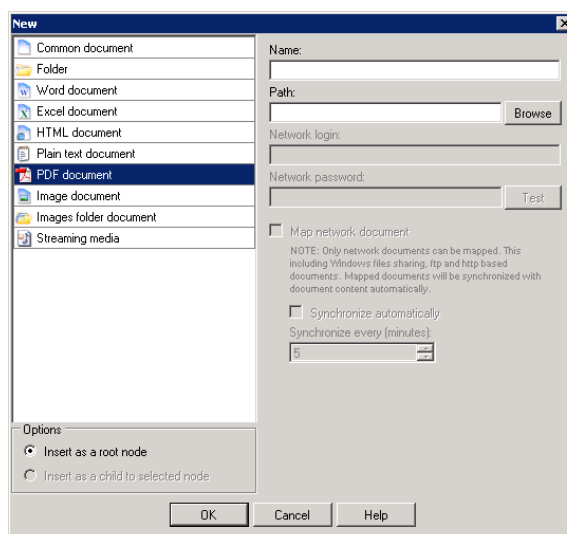 New
Common document
Folder
Word document
Excel document
HTML document
Plain text document
PDF document
Image document
Images folder document
Streaming media
Options
Insert as a root node
Insert as a child to selected node
Name:
Path:
Browse
Network login:
Network password:
Test
Map network document
NOTE: Only network documents can be mapped. This
including Windows files sharing, ftp and http based
documents. Mapped documents will be synchronized with
document content automatically.
Synchronize automatically
Synchronize every (minutes):
5
OK
Cancel
Help